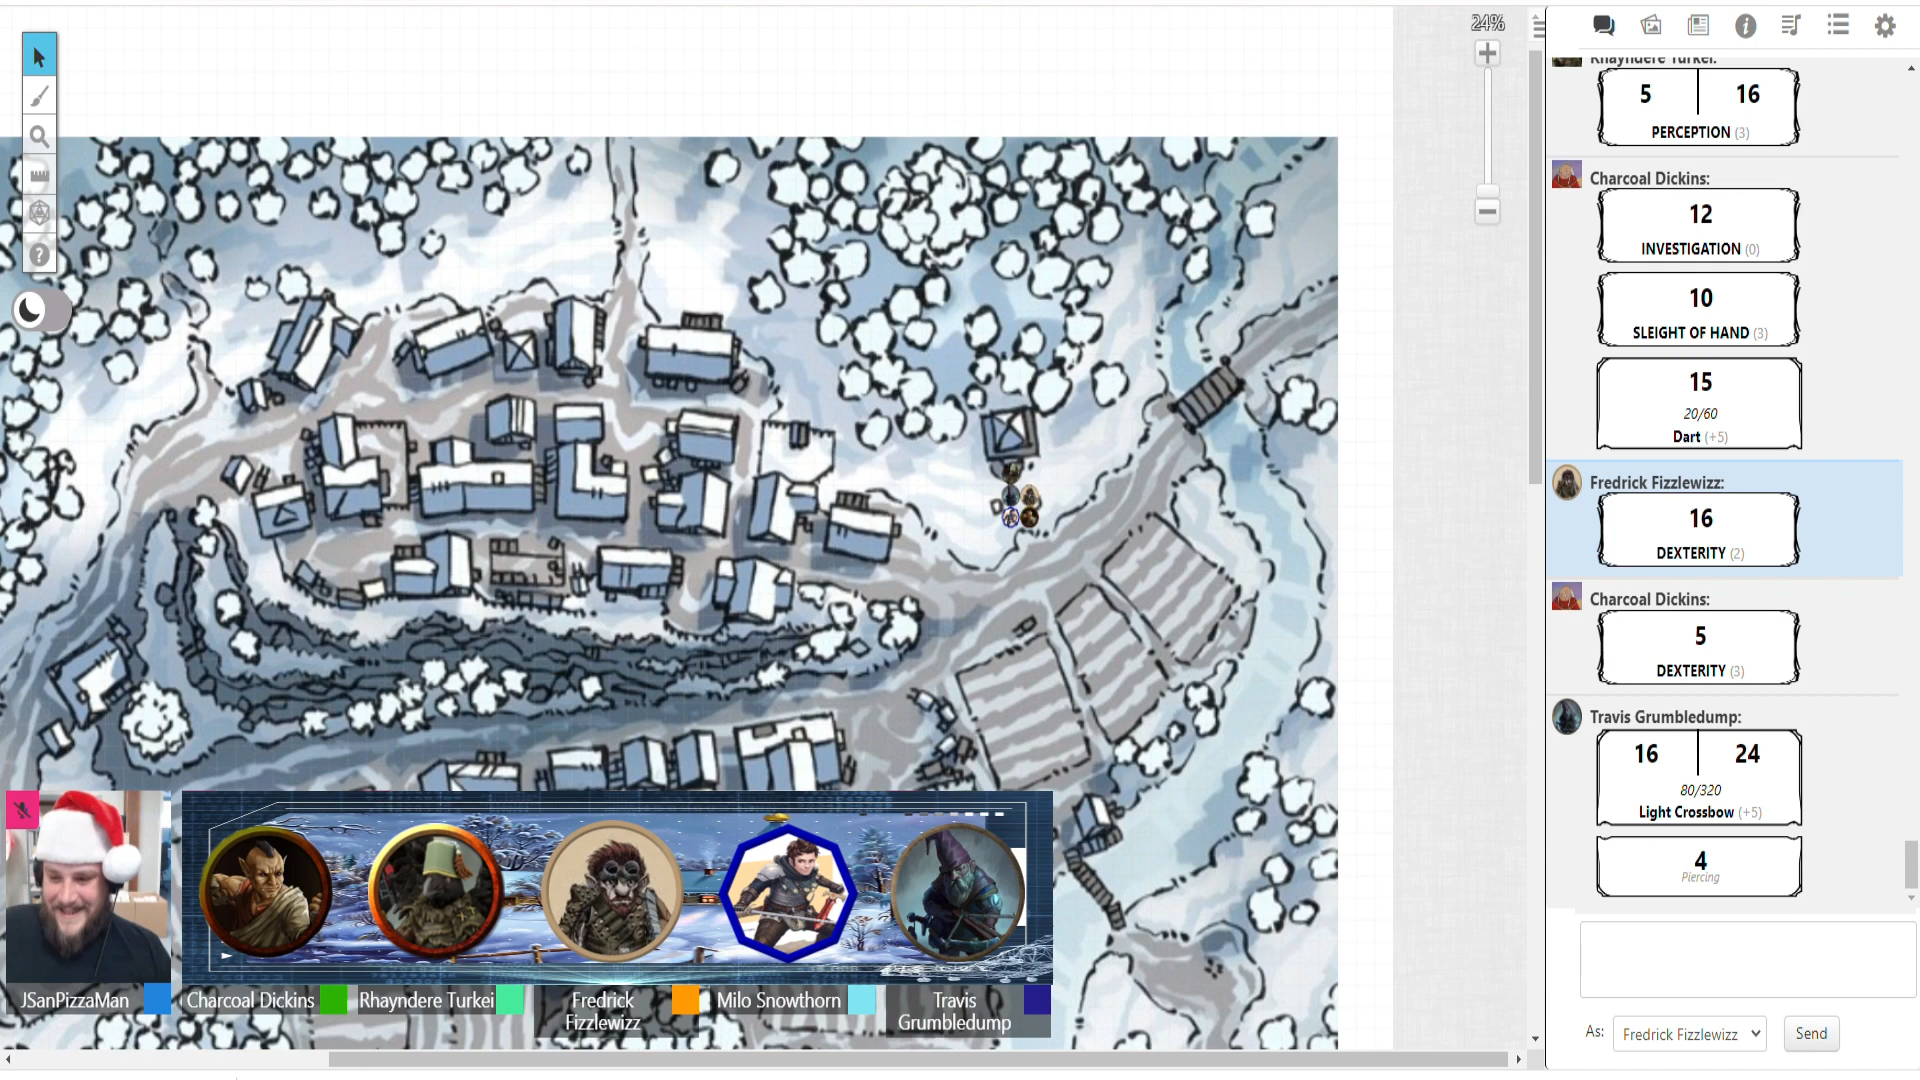 24%
Rhayndere Turkei:
5 16
PERCEPTION (3)
Charcoal Dickins:
12
INVESTIGATION (0)
10
SLEIGHT OF HAND (3)
15
20/60
Dart (+5)
Fredrick Fizzlewizz:
16
DEXTERITY (2)
Charcoal Dickins:
5
DEXTERITY (3)
Travis Grumbledump:
16 24
80/320
Light Crossbow (+5)
4
Piercing
As: Fredrick Fizzlewizz Send
JSanPizzaMan
Charcoal Dickins
Rhayndere Turkei
Fredrick
Fizzlewizz
Milo Snowthorn
Travis
Grumbledump